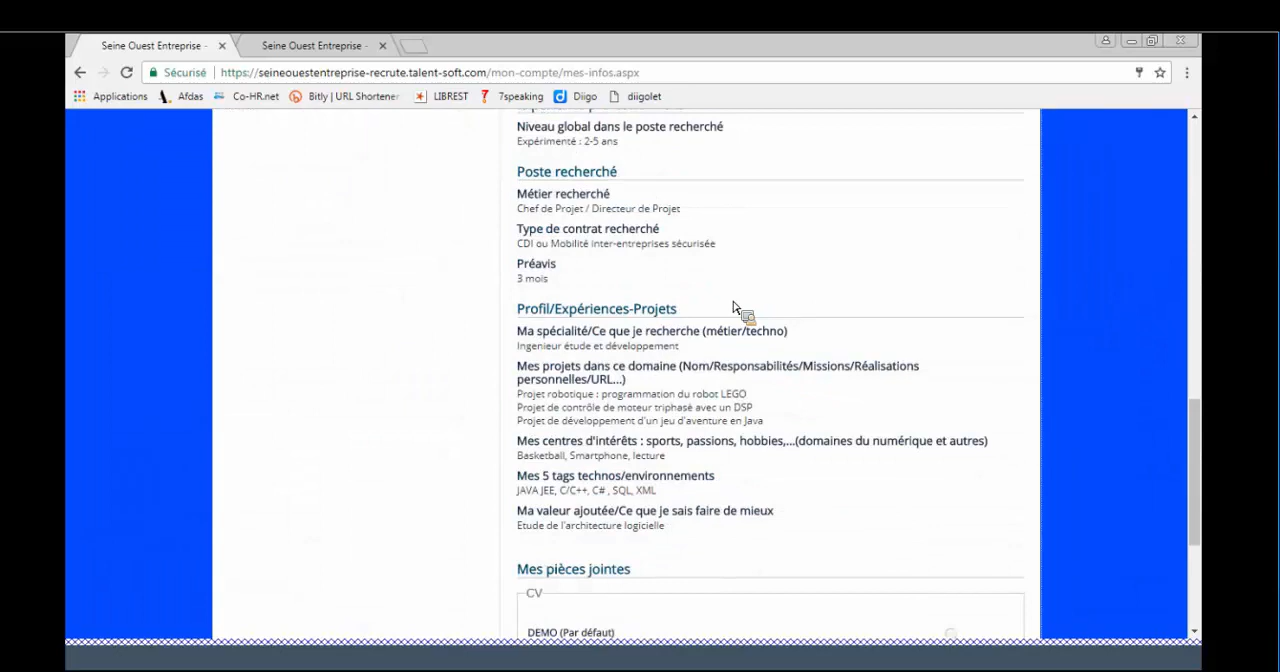 Seine Ouest Entreprise -
Seine Ouest Entreprise -
Sécurisé
https://seineouestentreprise-recrute.talent-soft.com/mon-compte/mes-infos.aspx
Applications
Afdas
Co-HR.net
Bitly | URL Shortene
LIBREST
7speaking
Diigo
diigolet
Niveau global dans le poste recherché
Expérimenté : 2-5 ans
Poste recherché
Métier recherché
Chef de Projet / Directeur de Projet
Type de contrat recherché
CDI ou Mobilité inter-entreprises sécurisée
Préavis
3 mois
Profil/Expériences-Projets
Ma spécialité/Ce que je recherche (métier/techno)
Ingenieur étude et développement
Mes projets dans ce domaine (Nom/Responsabilités/Missions/Réalisations
personnelles/URL...)
Projet robotique : programmation du robot LEGO
Projet de contrôle de moteur triphasé avec un DSP
Projet de développement d'un jeu d'aventure en Java
Mes centres d'intérêts : sports, passions, hobbies,...(domaines du numérique et autres)
Basketball, Smartphone, lecture
Mes 5 tags technos/environnements
JAVA JEE, C/C++, C# , SQL, XML
Ma valeur ajoutée/Ce que je sais faire de mieux
Etude de l'architecture logicielle
Mes pièces jointes
CV
DEMO (Par défaut)